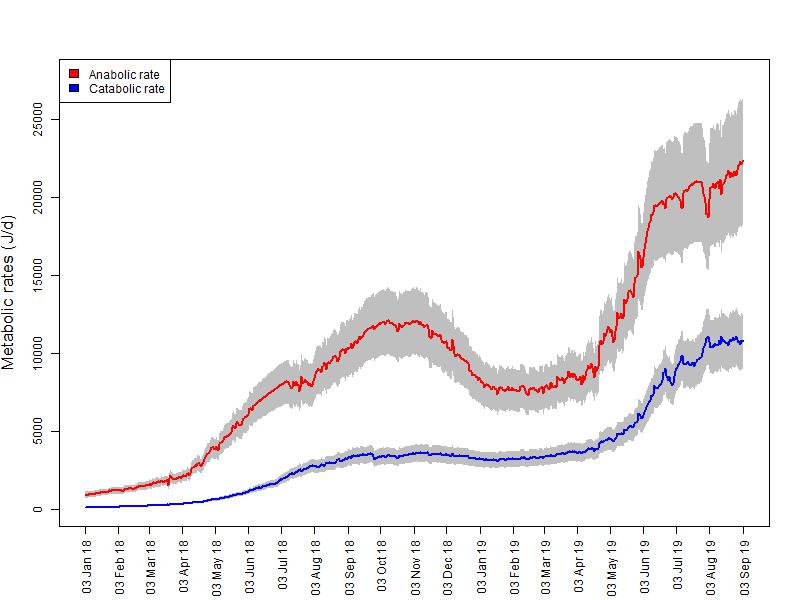 Anabolic rate
Catabolic rate
Metabolic rates (J/d)
25000
20000
15000
10000
5000
0
03 Jan 18
03 Feb 18
03 Mar 18
03 Apr 18
03 May 18
03 Jun 18
03 Jul 18
03 Aug 18
03 Sep 18
03 Oct 18
03 Nov 18
03 Dec 18
03 Jan 19
03 Feb 19
03 Mar 19
03 Apr 19
03 May 19
03 Jun 19
03 Jul 19
03 Aug 19
03 Sep 19